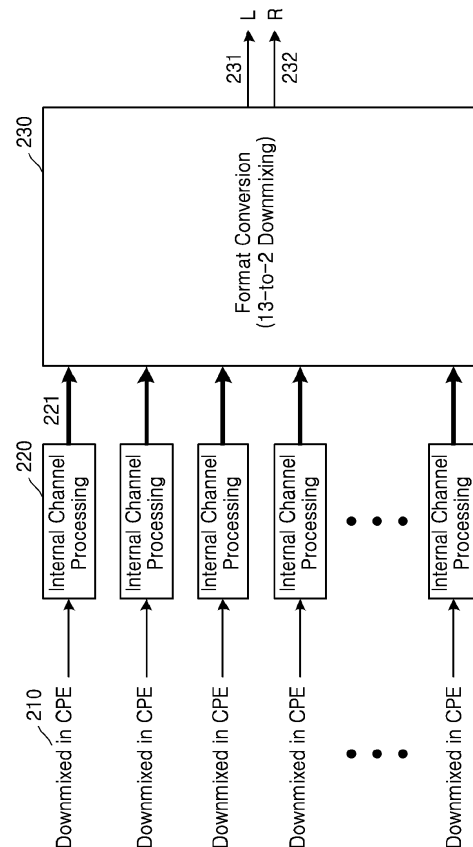 210
Downmixed in CPE
Downmixed in CPE
Downmixed in CPE
Downmixed in CPE
Downmixed in CPE
220
Internal Channel
Processing
Internal Channel
Processing
Internal Channel
Processing
Internal Channel
Processing
Internal Channel
Processing
221
230
Format Conversion
(13-to-2 Downmixing)
231
L
232
R